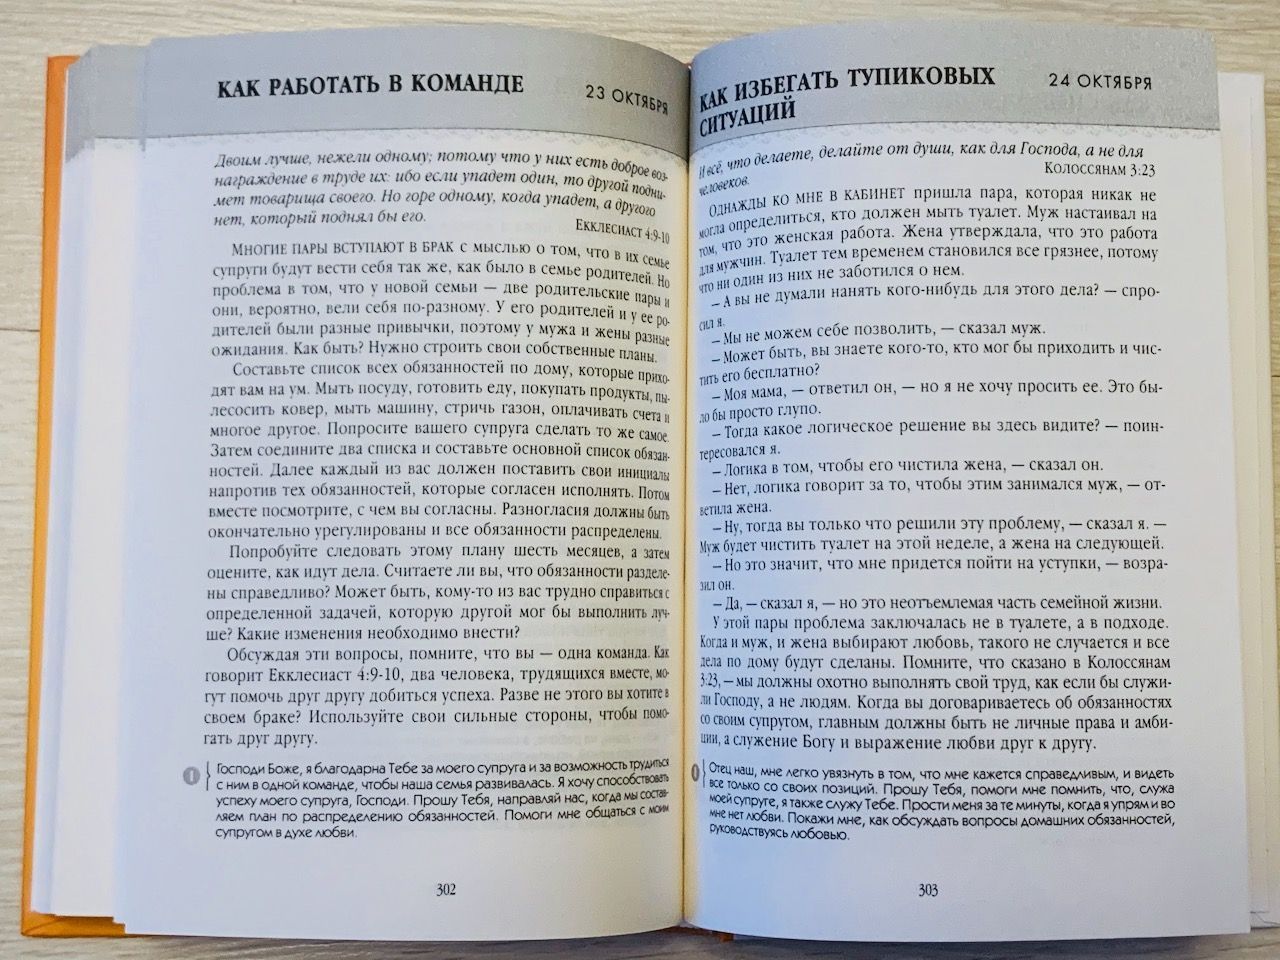 КАК РАБОТАТЬ В КОМАНДЕ
23 ОКТЯБРЯ
Двоим лучше, нежели одному; потому что у них есть доброе воз-
награждение в труде их: ибо если упадет один, то другой подни-
мет товарища своего. Но горе одному, когда упадет, а другого
нет, который поднял бы его.
ЕККЛЕСИАСТ 4:9-10
МНОГИЕ ПАРЫ ВСТУПАЮТ В БРАК с мыслью о том, что в их семье
супруги будут вести себя так же, как было в семье родителей. Но
проблема в том, что у новой семьи — две родительские пары и
они, вероятно, вели себя по-разному. У его родителей и у ее ро-
дителей были разные привычки, поэтому у мужа и жены разные
ожидания. Как быть? Нужно строить свои собственные планы.
Составьте список всех обязанностей по дому, которые прихо-
дят вам на ум. Мыть посуду, готовить еду, покупать продукты, пы-
лесосить ковер, мыть машину, стричь газон, оплачивать счета и
многое другое. Попросите вашего супруга сделать то же самое.
Затем соедините два списка и составьте основной список обязан-
ностей. Далее каждый из вас должен поставить свои инициалы
напротив тех обязанностей, которые согласен исполнять. Потом
вместе посмотрите, с чем вы согласны. Разногласия должны быть
окончательно урегулированы и все обязанности распределены.
Попробуйте следовать этому плану шесть месяцев, а затем
оцените, как идут дела. Считаете ли вы, что обязанности разделе-
ны справедливо? Может быть, кому-то из вас трудно справиться с
определенной задачей, которую другой мог бы выполнить луч-
ше? Какие изменения необходимо внести?
Обсуждая эти вопросы, помните, что вы — одна команда. Как
говорит Екклесиаст 4:9-10, два человека, трудящихся вместе, мо-
гут помочь друг другу добиться успеха. Разве не этого вы хотите в
своем браке? Используйте свои сильные стороны, чтобы помо-
гать друг другу.
Господи Боже, я благодарна Тебе за моего супруга и за возможность трудиться
с ним в одной команде, чтобы наша семья развивалась. Я хочу способствовать
успеху моего супруга, Господи. Прошу Тебя, направляй нас, когда мы состав-
ляем план по распределению обязанностей. Помоги мне общаться с моим
супругом в духе любви.
302
КАК ИЗБЕГАТЬ ТУПИКОВЫХ
СИТУАЦИЙ
24 ОКТЯБРЯ
И всё, что делаете, делайте от души, как для Господа, а не для
человеков.
КОЛОССЯНАМ 3:23
ОДНАЖДЫ КО МНЕ В КАБИНЕТ пришла пара, которая никак не
могла определиться, кто должен мыть туалет. Муж настаивал на
том, что это женская работа. Жена утверждала, что это работа
для мужчин. Туалет тем временем становился все грязнее, потому
что ни один из них не заботился о нем.
— А вы не думали нанять кого-нибудь для этого дела? — спро-
сил я.
— Мы не можем себе позволить, — сказал муж.
— Может быть, вы знаете кого-то, кто мог бы приходить и чис-
тить его бесплатно?
— Моя мама, — ответил он, — но я не хочу просить ее. Это бы-
ло бы просто глупо.
— Тогда какое логическое решение вы здесь видите? — поин-
тересовался я.
— Логика в том, чтобы его чистила жена, — сказал он.
— Нет, логика говорит за то, чтобы этим занимался муж, — от-
ветила жена.
— Ну, тогда вы только что решили эту проблему, — сказал я. —
Муж будет чистить туалет на этой неделе, а жена на следующей.
— Но это значит, что мне придется пойти на уступки, — возра-
зил он.
— Да, — сказал я, — но это неотъемлемая часть семейной жизни.
У этой пары проблема заключалась не в туалете, а в подходе.
Когда и муж, и жена выбирают любовь, такого не случается и все
дела по дому будут сделаны. Помните, что сказано в Колоссянам
3:23, — мы должны охотно выполнять свой труд, как если бы служи-
ли Господу, а не людям. Когда вы договариваетесь об обязанностях
со своим супругом, главным должны быть не личные права и амби-
ции, а служение Богу и выражение любви друг к другу.
Отец наш, мне легко увязнуть в том, что мне кажется справедливым, и видеть
все только со своих позиций. Прошу Тебя, помоги мне помнить, что, служа
моей супруге, я также служу Тебе. Прости меня за те минуты, когда я упрям и во
мне нет любви. Покажи мне, как обсуждать вопросы домашних обязанностей,
руководствуясь любовью.
303